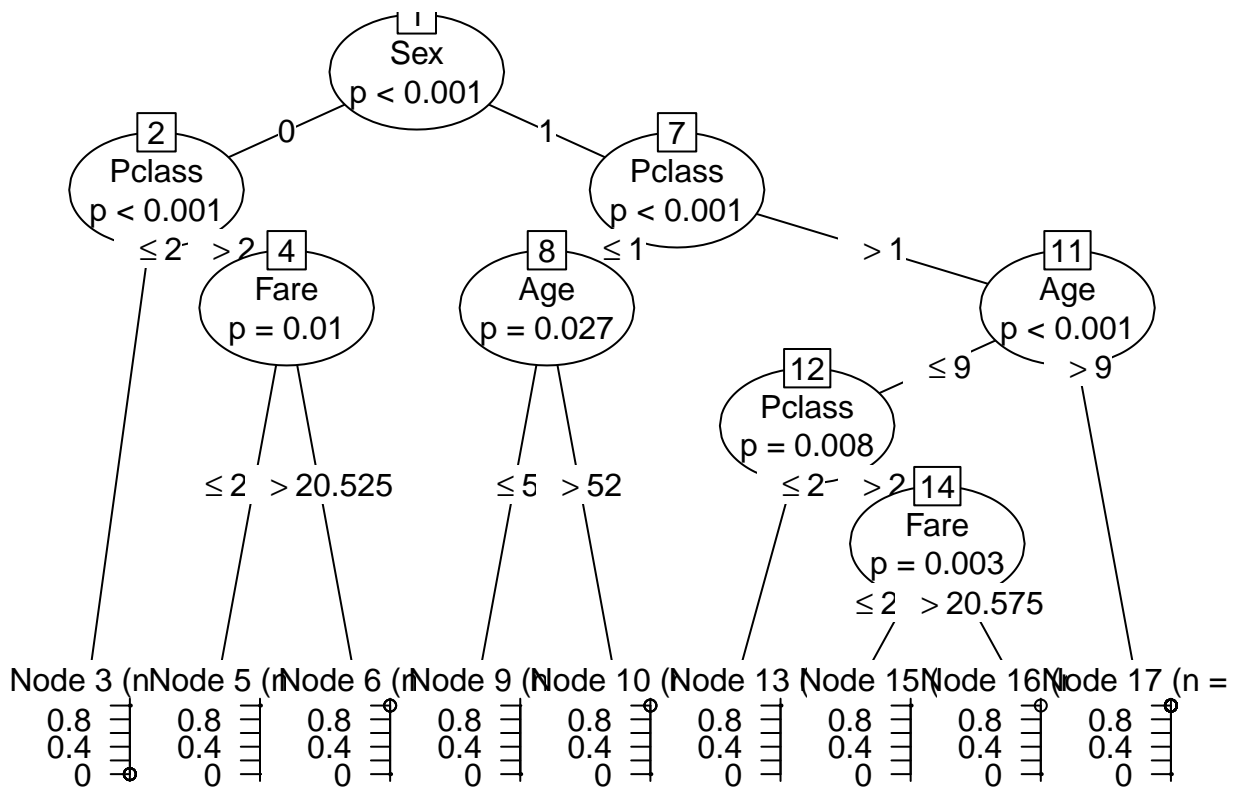 Sex
p < 0.001
0
1
2
Pclass
p < 0.001
7
Pclass
p < 0.001
≤ 2
> 2
≤ 1
> 1
4
Fare
p = 0.01
8
Age
p = 0.027
11
Age
p < 0.001
≤ 9
> 9
12
Pclass
p = 0.008
≤ 2
> 20.525
≤ 5
> 52
≤ 2
> 2
14
Fare
p = 0.003
≤ 2
> 20.575
Node 3 (n
Node 5 (
Node 6 (
Node 9 (
Node 10 (
Node 13 (
Node 15 (
Node 16 (
Node 17 (n =
0.8 0.8 0.8 0.8 0.8 0.8 0.8 0.8 0.8
0.4 0.4 0.4 0.4 0.4 0.4 0.4 0.4 0.4
0 0 0 0 0 0 0 0 0